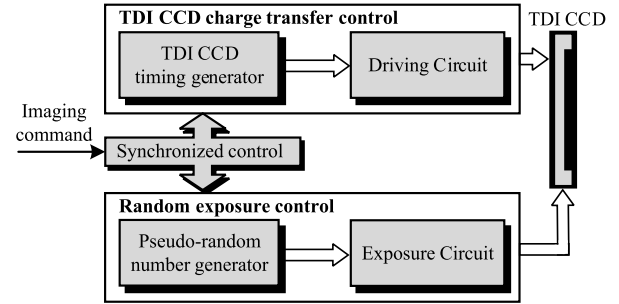 TDI CCD charge transfer control
TDI CCD
TDI CCD
timing generator
Driving Circuit
Imaging
command
Synchronized control
Random exposure control
Pseudo-random
number generator
Exposure Circuit